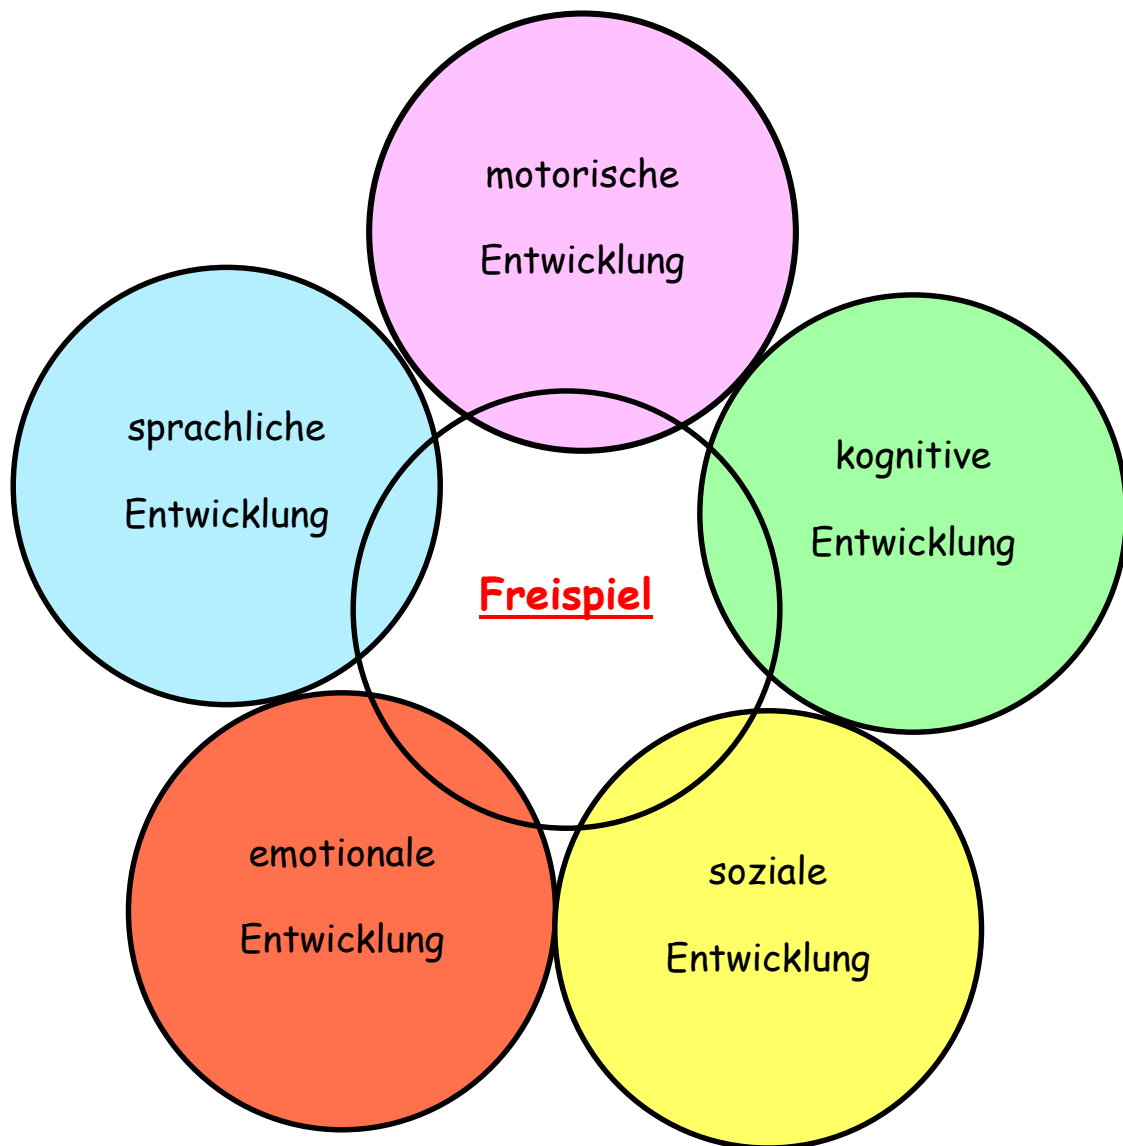 motorische
Entwicklung
sprachliche
Entwicklung
kognitive
Entwicklung
Freispiel
emotionale
Entwicklung
soziale
Entwicklung